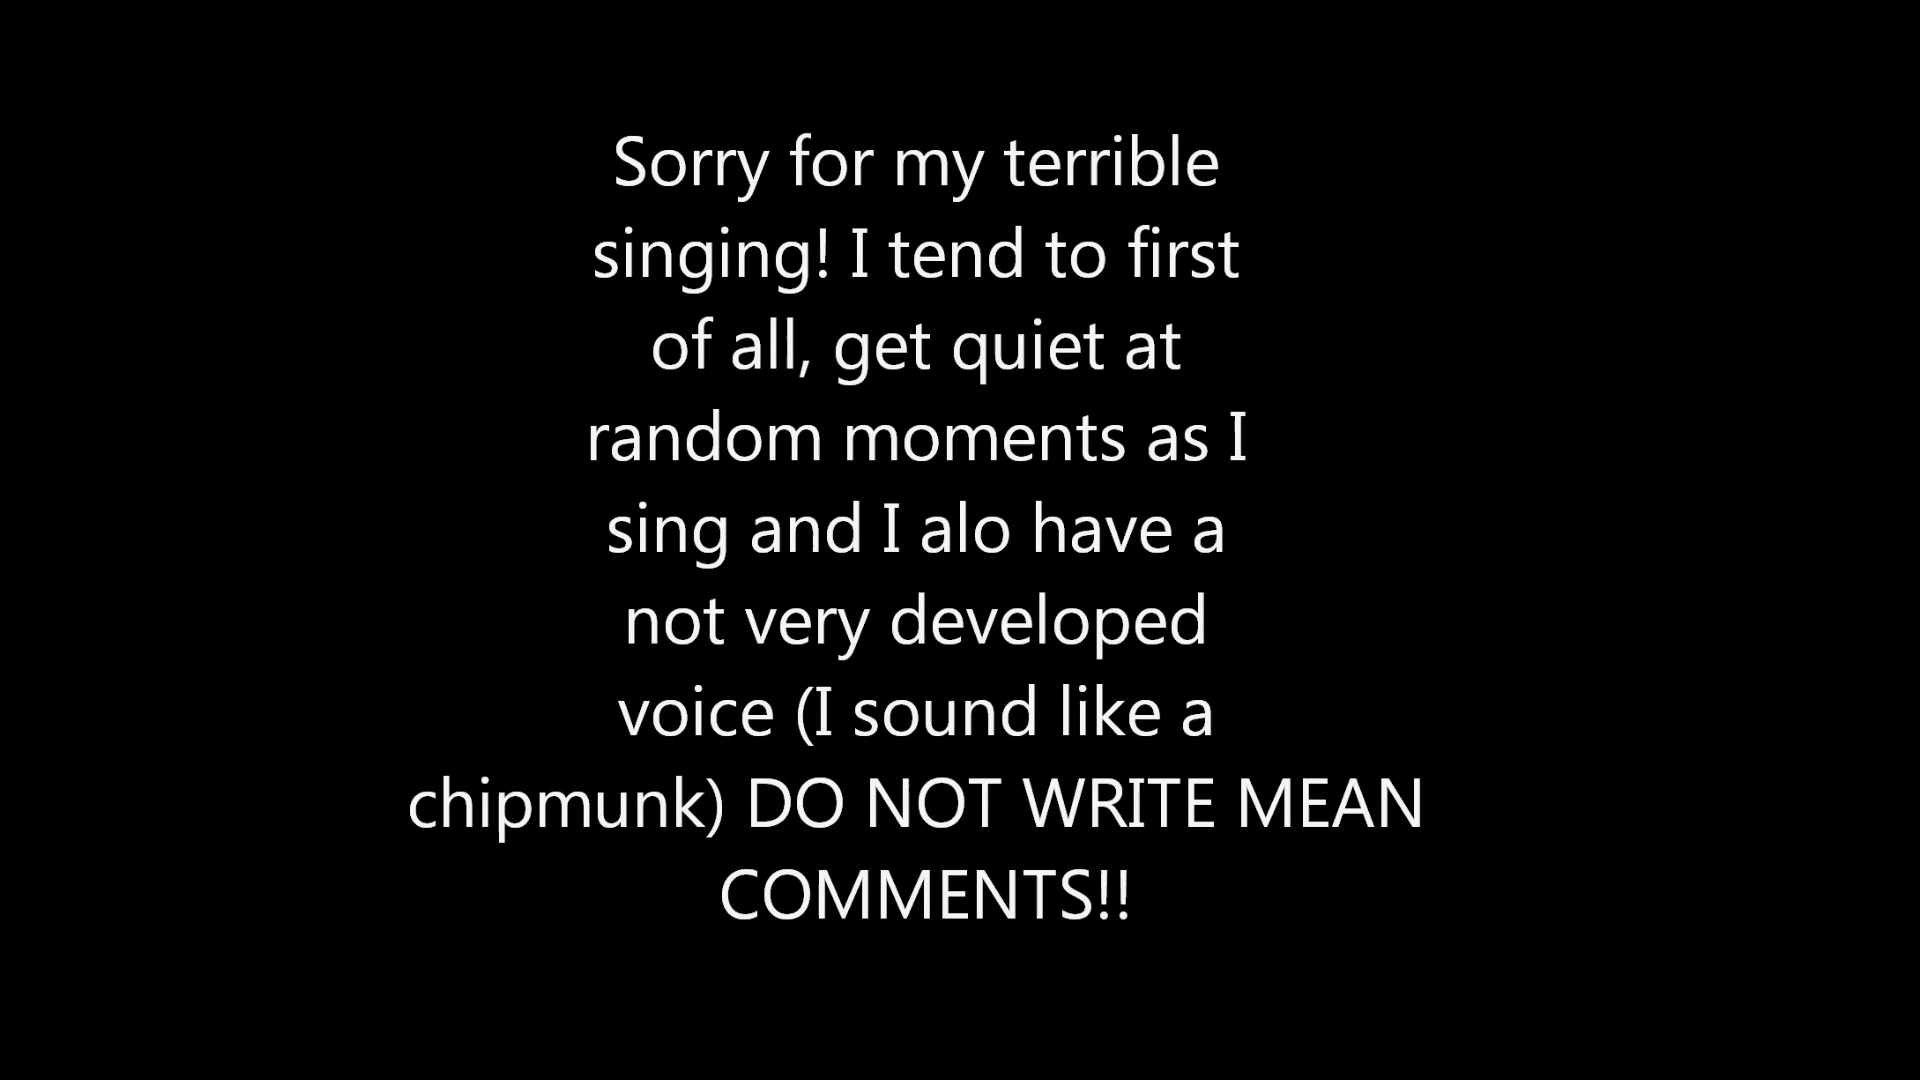 Sorry for my terrible
singing! I tend to first
of all, get quiet at
random moments as I
sing and I alo have a
not very developed
voice (I sound like a
chipmunk) DO NOT WRITE MEAN
COMMENTS!!